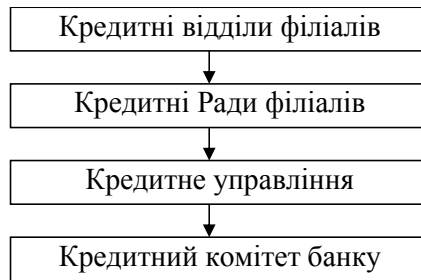 Кредитні відділи філіалів
Кредитні Ради філіалів
Кредитне управління
Кредитний комітет банку